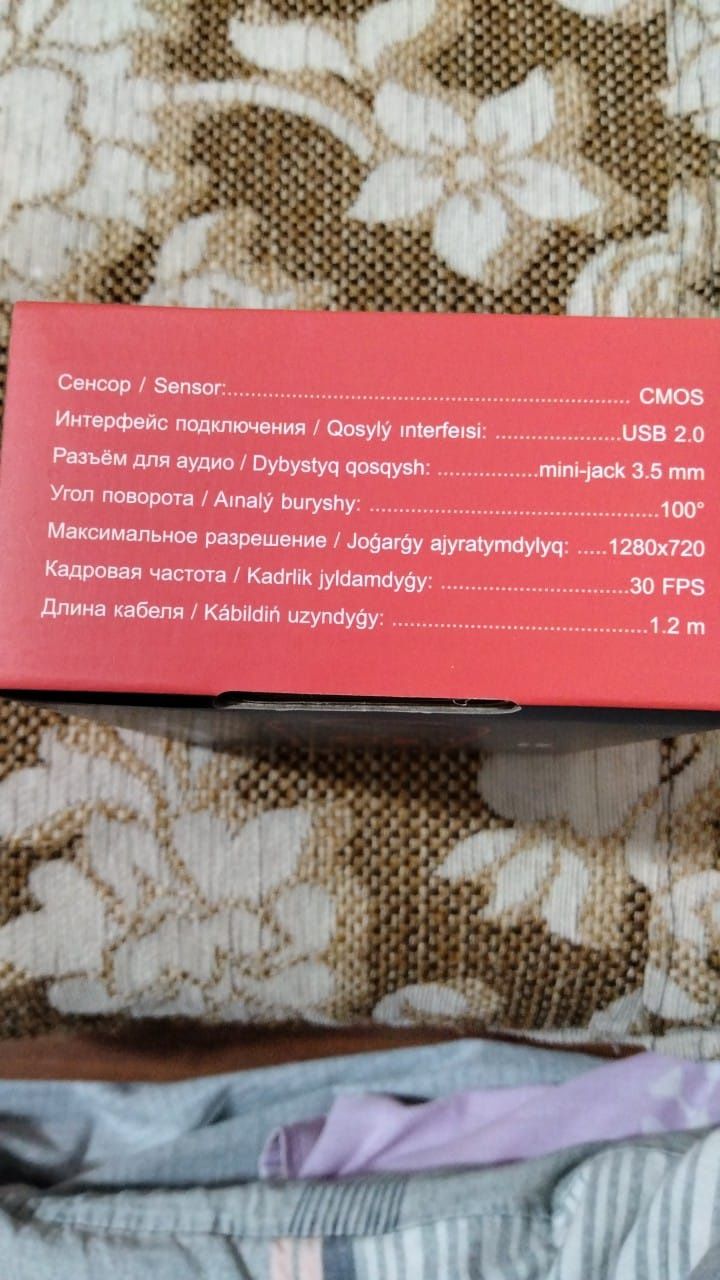 Сенсор / Sensor:............................................................ CMOS
Интерфейс подключения / Qosylý ınterfeısi: .....................USB 2.0
Разъём для аудио / Dybystyq qosqysh: .................mini-jack 3.5 mm
Угол поворота / Aınalý buryshy: .................................................100°
Максимальное разрешение / Joǵarǵy ajyratymdylyq: .....1280x720
Кадровая частота / Kadrlik jyldamdyǵy: ................................30 FPS
Длина кабеля / Kábildiń uzyndyǵy: ...........................................1.2 m